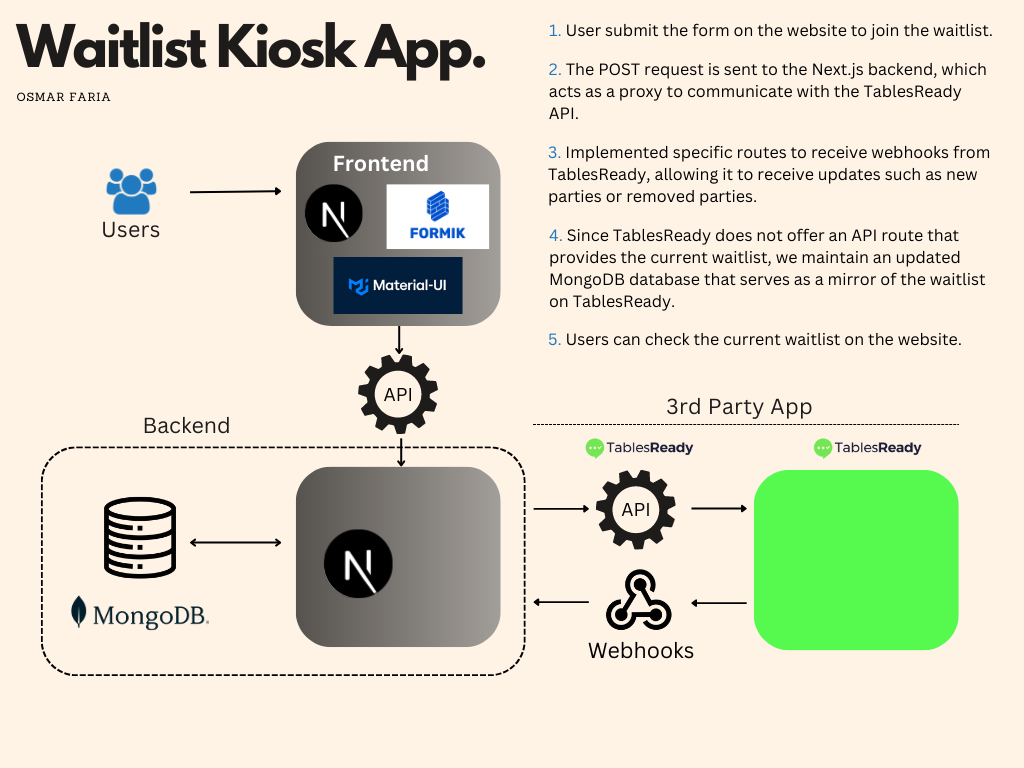 Waitlist Kiosk App.
OSMAR FARIA
1. User submit the form on the website to join the waitlist.
2. The POST request is sent to the Next.js backend, which
acts as a proxy to communicate with the TablesReady
API.
3. Implemented specific routes to receive webhooks from
TablesReady, allowing it to receive updates such as new
parties or removed parties.
4. Since TablesReady does not offer an API route that
provides the current waitlist, we maintain an updated
MongoDB database that serves as a mirror of the waitlist
on TablesReady.
5. Users can check the current waitlist on the website.
Users
Frontend
N
FORMIK
Material-UI
API
Backend
MongoDB.
N
3rd Party App
TablesReady
TablesReady
API
Webhooks